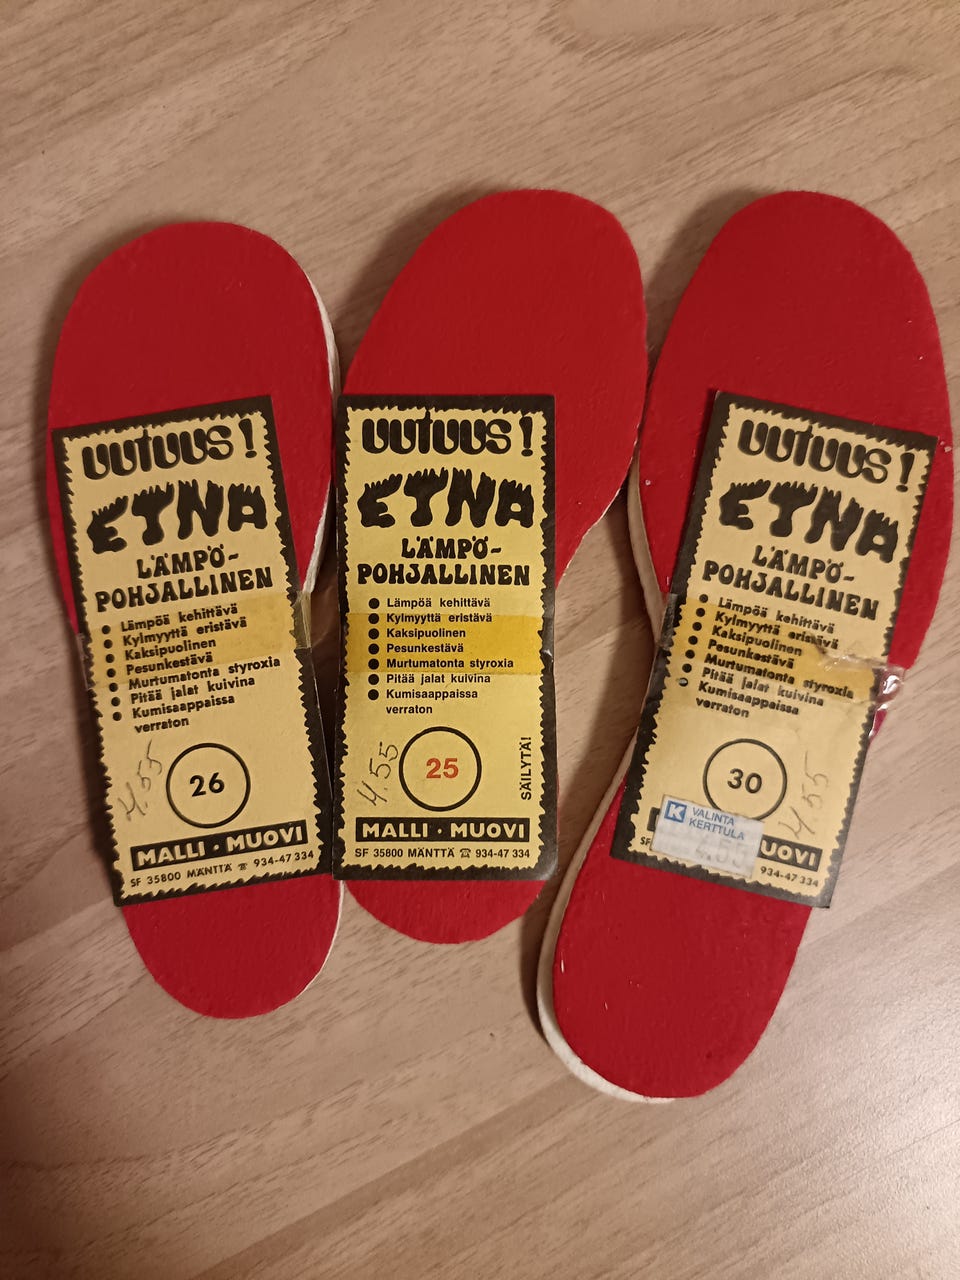 UUTUUS!
ETNA
LÄMPÖ-
POHJALLINEN
Lämpöä kehittävä
Kylmyyttä eristävä
Kaksipuolinen
Pesunkestävä
Murtumatonta styroxia
Pitää jalat kuivina
Kumisaappaissa
verraton
4.55
26
MALLI · MUOVI
SF 35800 MÄNTTÄ ☎ 934-47 334
UUTUUS!
ETNA
LÄMPÖ-
POHJALLINEN
Lämpöä kehittävä
Kylmyyttä eristävä
Kaksipuolinen
Pesunkestävä
Murtumatonta styroxia
Pitää jalat kuivina
Kumisaappaissa
verraton
4.55
25
SÄILYTÄ!
MALLI · MUOVI
SF 35800 MÄNTTÄ ☎ 934-47 334
UUTUUS!
ETNA
LÄMPÖ-
POHJALLINEN
Lämpöä kehittävä
Kylmyyttä eristävä
Kaksipuolinen
Pesunkestävä
Murtumatonta styroxia
Pitää jalat kuivina
Kumisaappaissa
verraton
30
4.55
K VALINTA
KERTTULA
4.55
MUOVI
SF
934-47 334